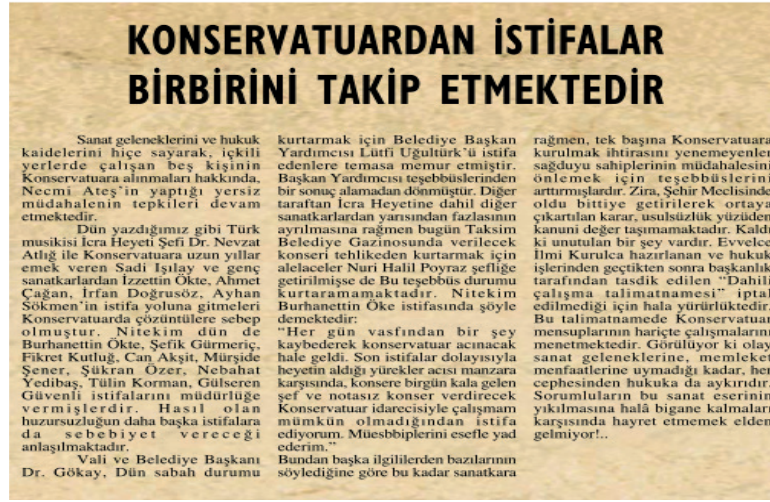 KONSERVATUARDAN İSTİFALAR
BİRBİRİNİ TAKİP ETMEKTEDİR
Sanat geleneklerini ve hukuk
kaidelerini hiçe sayarak, içkili
yerlerde çalışan beş kişinin
Konservatuara alınmaları hakkında,
Necmi Ateş'in yaptığı yersiz
müdahalenin tepkileri devam
etmektedir.
Dün yazdığımız gibi Türk
musikisi İcra Heyeti Şefi Dr. Nevzat
Atlığ ile Konservatuara uzun yıllar
emek veren Sadi Işılay ve genç
sanatkarlardan İzzettin Ökte, Ahmet
Çağan, İrfan Doğrusöz, Ayhan
Sökmen'in istifa yoluna gitmeleri
Konservatuarda çözüntülere sebep
olmuştur. Nitekim dün de
Burhanettin Ökte, Şefik Gürmeriç,
Fikret Kutluğ, Can Akşit, Mürşide
Şener, Şükran Özer, Nebahat
Yedibaş, Tülin Korman, Gülseren
Güvenli istifalarını müdürlüğe
vermişlerdir. Hasıl olan
huzursuzluğun daha başka istifalara
da sebebiyet vereceği
anlaşılmaktadır.
Vali ve Belediye Başkanı
Dr. Gökay, Dün sabah durumu
kurtarmak için Belediye Başkan
Yardımcısı Lütfi Uğultürk'ü istifa
edenlere temasa memur etmiştir.
Başkan Yardımcısı teşebbüslerinden
bir sonuç alamadan dönmüştür. Diğer
taraftan İcra Heyetine dahil diğer
sanatkarlardan yarısından fazlasının
ayrılmasına rağmen bugün Taksim
Belediye Gazinosunda verilecek
konseri tehlikeden kurtarmak için
alelaceler Nuri Halil Poyraz şefliğe
getirilmişse de Bu teşebbüs durumu
kurtaramamaktadır. Nitekim
Burhanettin Öke istifasında şöyle
demektedir:
"Her gün vasfından bir şey
kaybederek konservatuar acınacak
hale geldi. Son istifalar dolayısıyla
heyetin aldığı yürekler acısı manzara
karşısında, konsere birgün kala gelen
şef ve notasız konser verdirecek
Konservatuar idarecisiyle çalışmam
mümkün olmadığından istifa
ediyorum. Müesbbiplerini esefle yad
ederim."
Bundan başka ilgililerden bazılarının
söylediğine göre bu kadar sanatkara
rağmen, tek başına Konservatuara
kurulmak ihtirasını yenemeyenler
sağduyu sahiplerinin müdahalesini
önlemek için teşebbüslerini
arttırmışlardır. Zira, Şehir Meclisinde
oldu bittiye getirilerek ortaya
çıkartılan karar, usulsüzlük yüzüden
kanuni değer taşımamaktadır. Kaldı
ki unutulan bir şey vardır. Evvelce
İlmi Kurulca hazırlanan ve hukuk
işlerinden geçtikten sonra başkanlık
tarafından tasdik edilen "Dahili
çalışma talimatnamesi" iptal
edilmediği için hala yürürlüktedir.
Bu talimatnamede Konservatuar
mensuplarının hariçte çalışmalarını
menetmektedir. Görülüyor ki olay
sanat geleneklerine, memleket
menfaatlerine uymadığı kadar, her
cephesinden hukuka da aykırıdır.
Sorumluların bu sanat eserinin
yıkılmasına halâ bigane kalmaları
karşısında hayret etmemek elden
gelmiyor!..